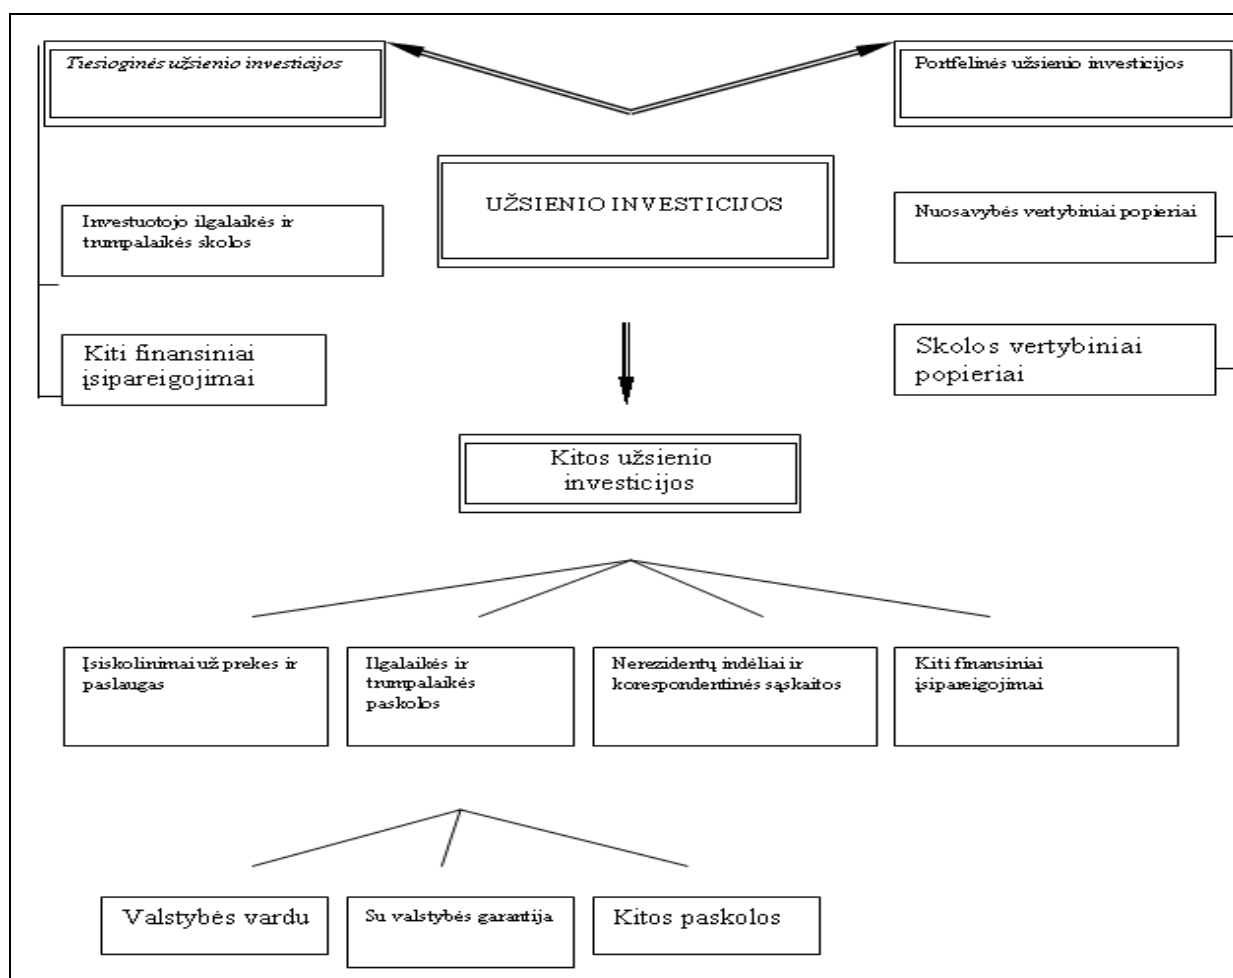 Tiesioginės užsienio investicijos
Portfelinės užsienio investicijos
UŽSIENIO INVESTICIJOS
Investuotojo ilgalaikės ir
trumpalaikės skolos
Nuosavybės vertybiniai popieriai
Kiti finansiniai
įsipareigojimai
Skolos vertybiniai
popieriai
Kitos užsienio
investicijos
Įsiskolinimai už prekes ir
paslaugas
Ilgalaikės ir
trumpalaikės
paskolos
Nerezidentų indėliai ir
korespondentinės sąskaitos
Kiti finansiniai
įsipareigojimai
Valstybės vardu
Su valstybės garantija
Kitos paskolos